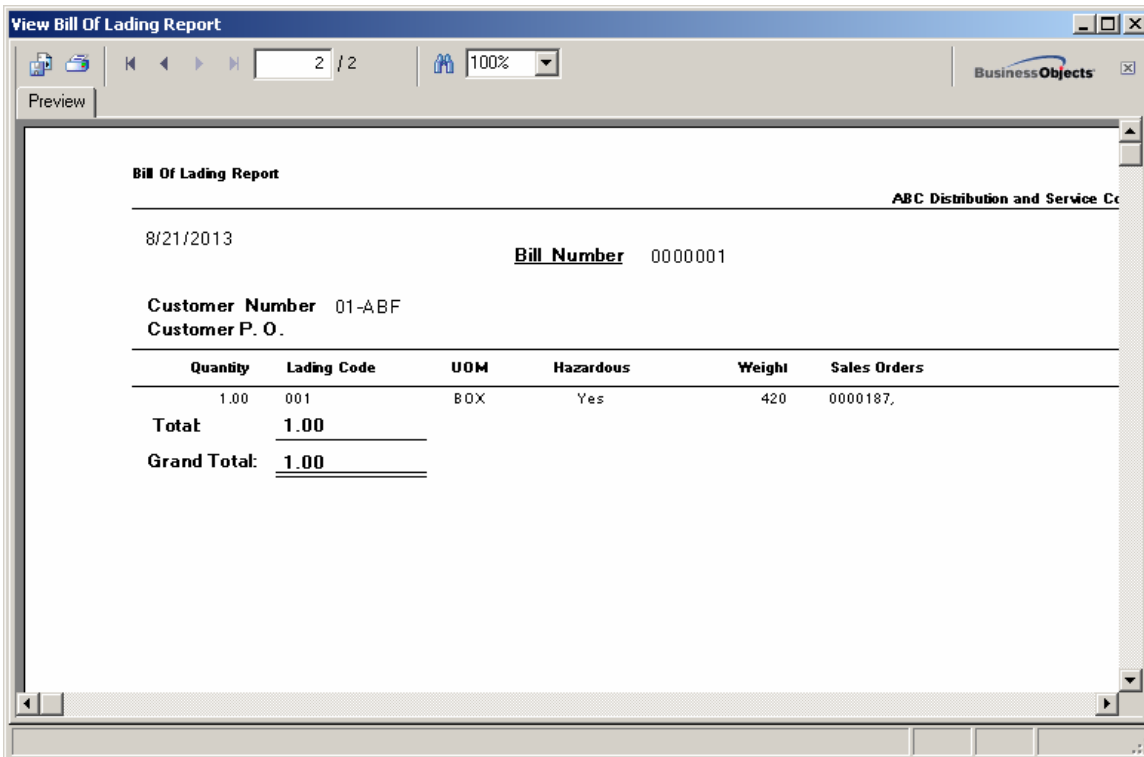 View Bill Of Lading Report
2 / 2 100% BusinessObjects
Preview
Bill Of Lading Report
ABC Distribution and Service
8/21/2013
Bill Number 0000001
Customer Number 01-ABF
Customer P. O.
Quantity Lading Code UOM Hazardous Weight Sales Orders
1.00 001 BOX Yes 420 0000187,
Total: 1.00
Grand Total: 1.00